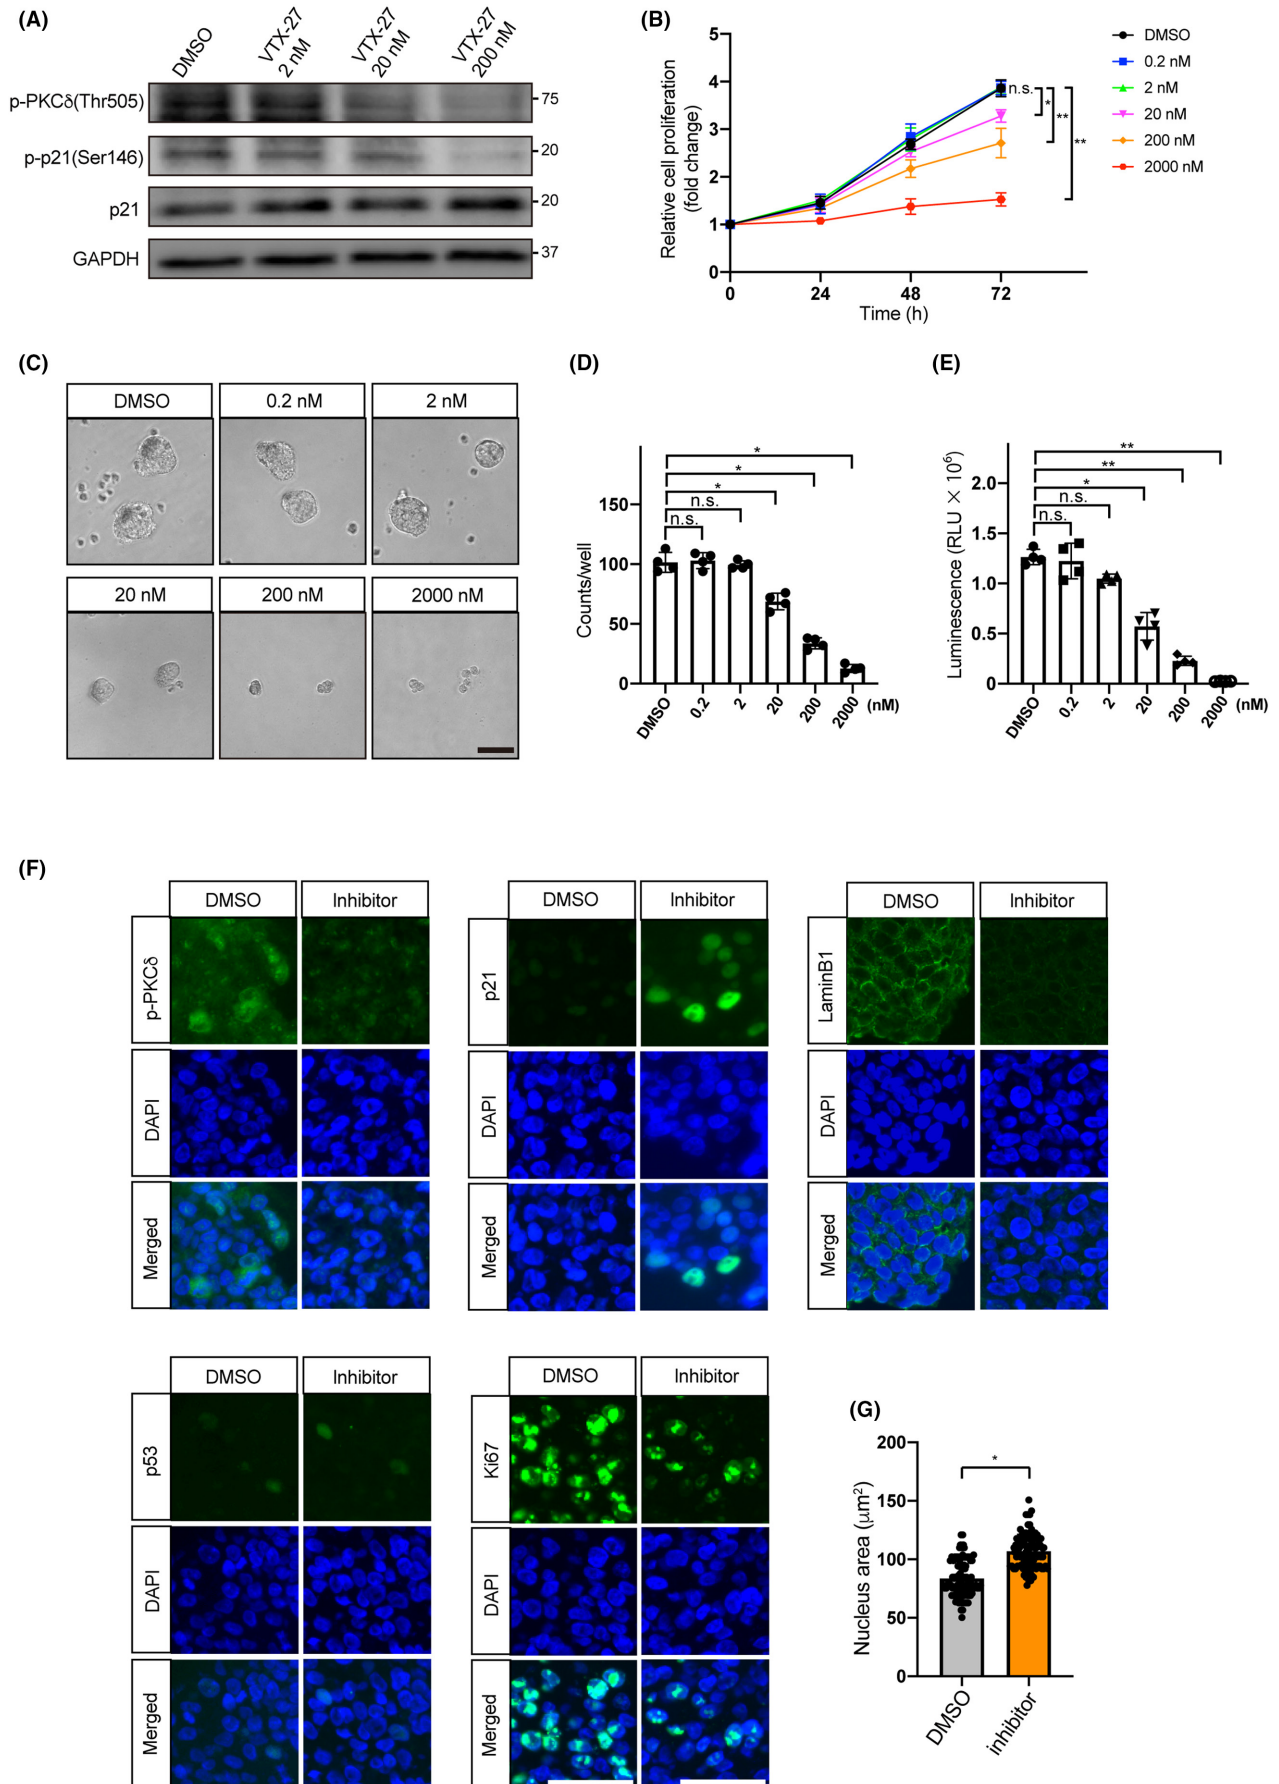 (A)
DMSO
VTX-27
2 nM
VTX-27
20 nM
VTX-27
200 nM
p-PKCδ(Thr505)
75
p-p21(Ser146)
20
p21
20
GAPDH
37
(B)
Relative cell proliferation
(fold change)
5
4
3
2
1
0
0
24
48
72
Time (h)
n.s.
*
**
**
DMSO
0.2 nM
2 nM
20 nM
200 nM
2000 nM
(C)
DMSO
0.2 nM
2 nM
20 nM
200 nM
2000 nM
(D)
Counts/well
150
100
50
0
*
*
*
n.s.
n.s.
DMSO
0.2
2
20
200
2000
(nM)
(E)
Luminescence (RLU × 10⁶)
2.0
1.5
1.0
0.5
0
**
**
*
n.s.
n.s.
DMSO
0.2
2
20
200
2000
(nM)
(F)
DMSO
Inhibitor
p-PKCδ
DAPI
Merged
DMSO
Inhibitor
p21
DAPI
Merged
DMSO
Inhibitor
LaminB1
DAPI
Merged
DMSO
Inhibitor
p53
DAPI
Merged
DMSO
Inhibitor
Ki67
DAPI
Merged
(G)
Nucleus area (μm²)
200
150
100
50
0
*
DMSO
inhibitor